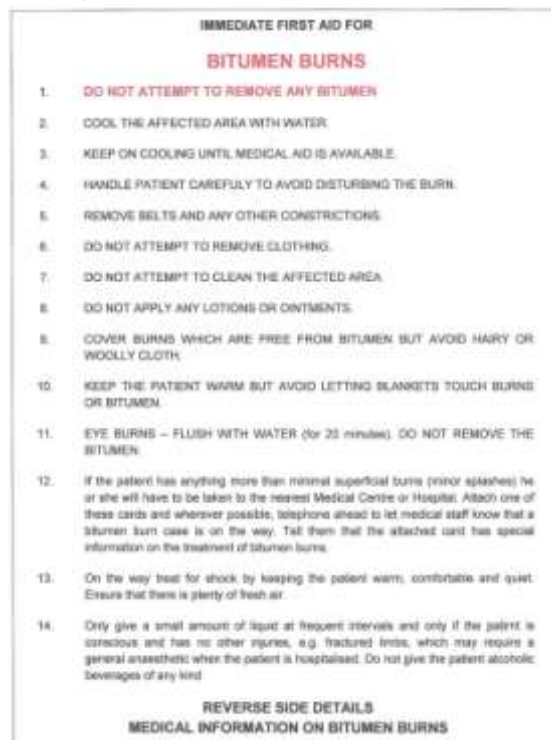 IMMEDIATE FIRST AID FOR
BITUMEN BURNS
1. DO NOT ATTEMPT TO REMOVE ANY BITUMEN
2. COOL THE AFFECTED AREA WITH WATER.
3. KEEP ON COOLING UNTIL MEDICAL AID IS AVAILABLE.
4. HANDLE PATIENT CAREFULY TO AVOID DISTURBING THE BURN.
5. REMOVE BELTS AND ANY OTHER CONSTRICTIONS.
6. DO NOT ATTEMPT TO REMOVE CLOTHING.
7. DO NOT ATTEMPT TO CLEAN THE AFFECTED AREA.
8. DO NOT APPLY ANY LOTIONS OR OINTMENTS.
9. COVER BURNS WHICH ARE FREE FROM BITUMEN BUT AVOID HAIRY OR
WOOLLY CLOTH.
10. KEEP THE PATIENT WARM BUT AVOID LETTING BLANKETS TOUCH BURNS
OR BITUMEN.
11. EYE BURNS – FLUSH WITH WATER (for 20 minutes). DO NOT REMOVE THE
BITUMEN.
12. If the patient has anything more than minimal superficial burns (minor splashes) he
or she will have to be taken to the nearest Medical Centre or Hospital. Attach one of
these cards and wherever possible, telephone ahead to let medical staff know that a
bitumen burn case is on the way. Tell them that the attached card has special
information on the treatment of bitumen burns.
13. On the way treat for shock by keeping the patient warm, comfortable and quiet.
Ensure that there is plenty of fresh air.
14. Only give a small amount of liquid at frequent intervals and only if the patient is
conscious and has no other injuries, e.g. fractured limbs, which may require a
general anaesthetic when the patient is hospitalised. Do not give the patient alcoholic
beverages of any kind.
REVERSE SIDE DETAILS
MEDICAL INFORMATION ON BITUMEN BURNS